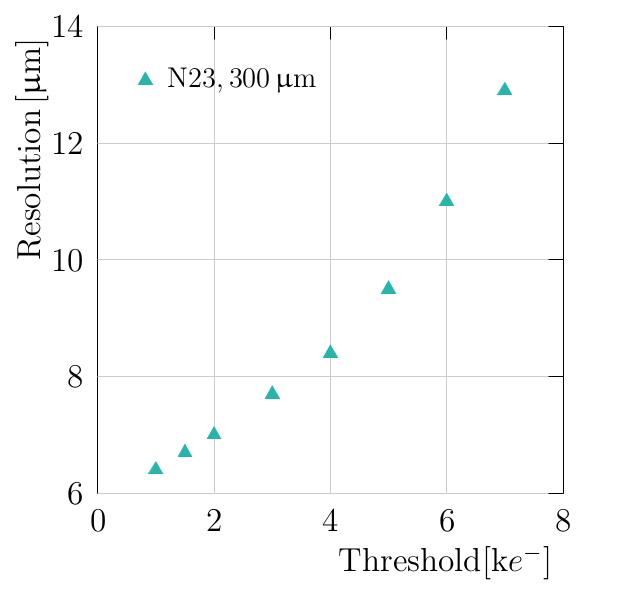 14
N23, 300 μm
12
Resolution [μm]
10
8
6
0 2 4 6 8
Threshold[ke⁻]